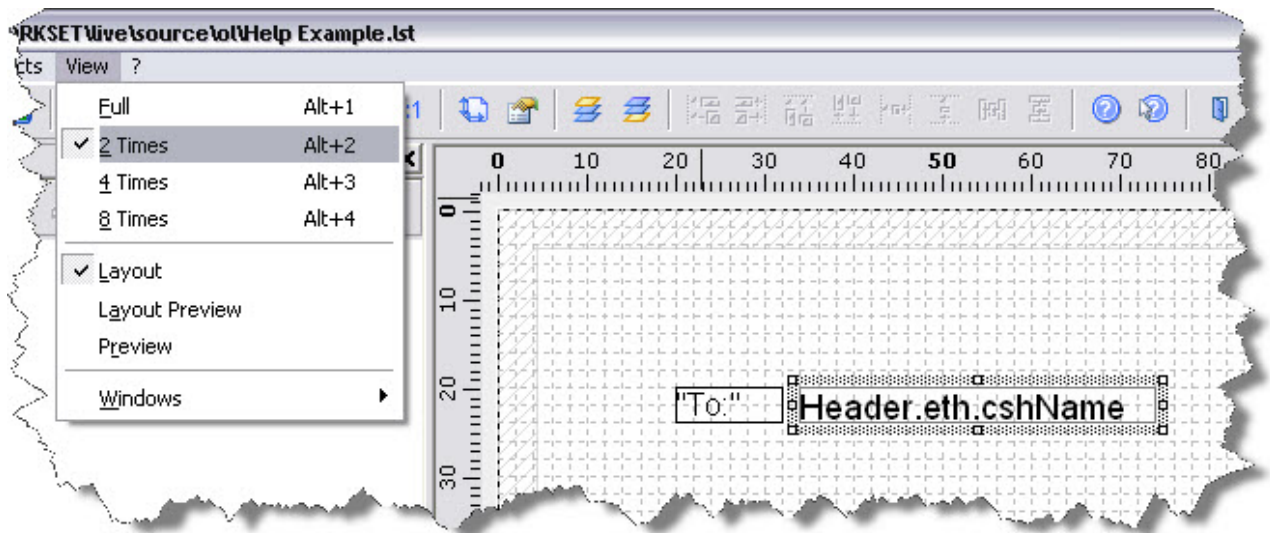 RKSET\live\source\ol\Help Example.lst
cts View ?
:1
Full Alt+1
2 Times Alt+2
4 Times Alt+3
8 Times Alt+4
Layout
Layout Preview
Preview
Windows
0 10 20 30 40 50 60 70 80
0
10
20
30
"To:" Header.eth.cshName